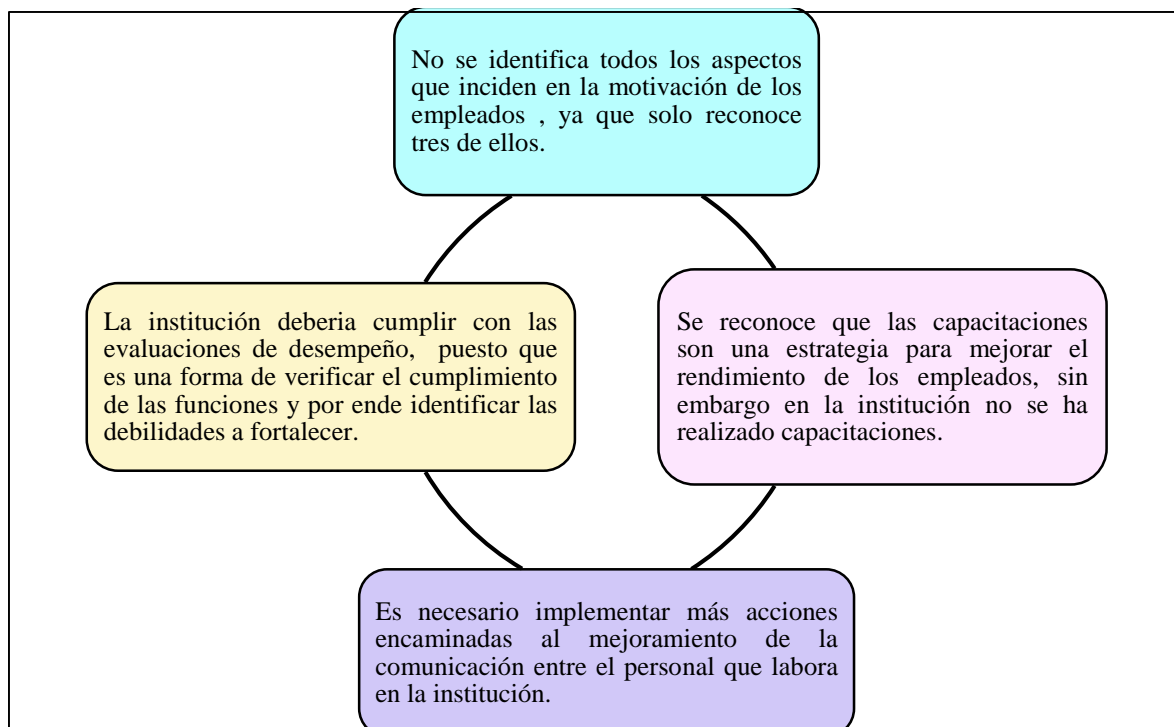 No se identifica todos los aspectos
que inciden en la motivación de los
empleados , ya que solo reconoce
tres de ellos.
La institución deberia cumplir con las
evaluaciones de desempeño, puesto que
es una forma de verificar el cumplimiento
de las funciones y por ende identificar las
debilidades a fortalecer.
Se reconoce que las capacitaciones
son una estrategia para mejorar el
rendimiento de los empleados, sin
embargo en la institución no se ha
realizado capacitaciones.
Es necesario implementar más acciones
encaminadas al mejoramiento de la
comunicación entre el personal que labora
en la institución.